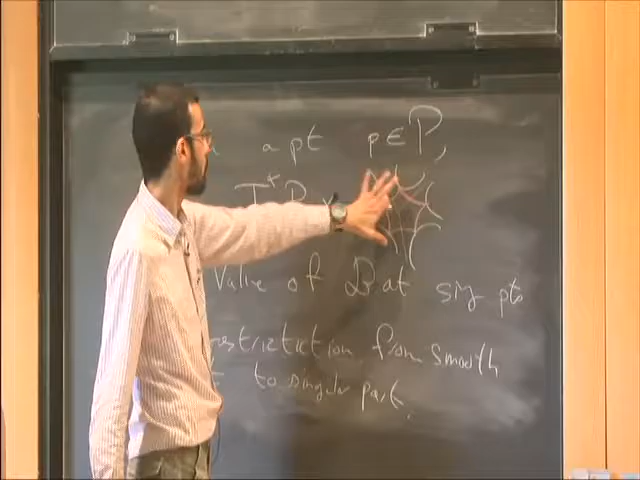 a pt p ∈ P,
Value of B at sing pts
restriction from smooth
to singular part.